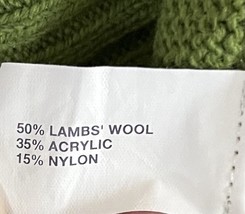 50% LAMBS' WOOL
35% ACRYLIC
15% NYLON